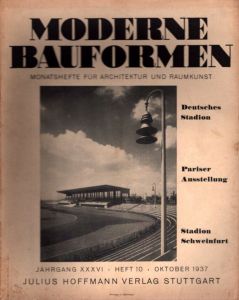 MODERNE
BAUFORMEN
MONATSHEFTE FÜR ARCHITEKTUR UND RAUMKUNST
Deutsches
Stadion
Pariser
Ausstellung
Stadion
Schweinfurt
JAHRGANG XXXVI · HEFT 10 · OKTOBER 1937
JULIUS HOFFMANN VERLAG STUTTGART